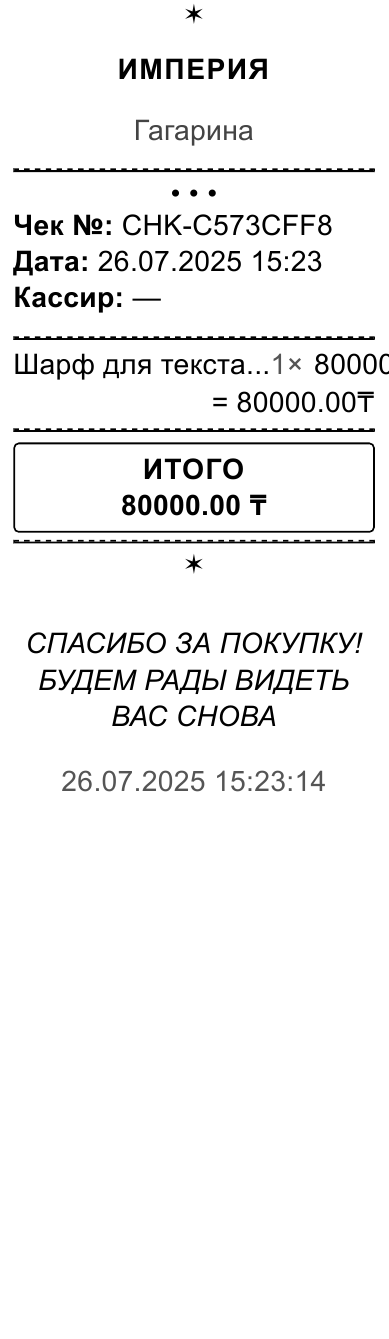 ✶
ИМПЕРИЯ
Гагарина
• • •
Чек №: CHK-C573CFF8
Дата: 26.07.2025 15:23
Кассир: —
Шарф для текста...1× 80000
= 80000.00₸
ИТОГО
80000.00 ₸
✶
СПАСИБО ЗА ПОКУПКУ!
БУДЕМ РАДЫ ВИДЕТЬ
ВАС СНОВА
26.07.2025 15:23:14